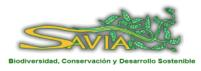 SAVIA
Biodiversidad, Conservación y Desarrollo Sostenible